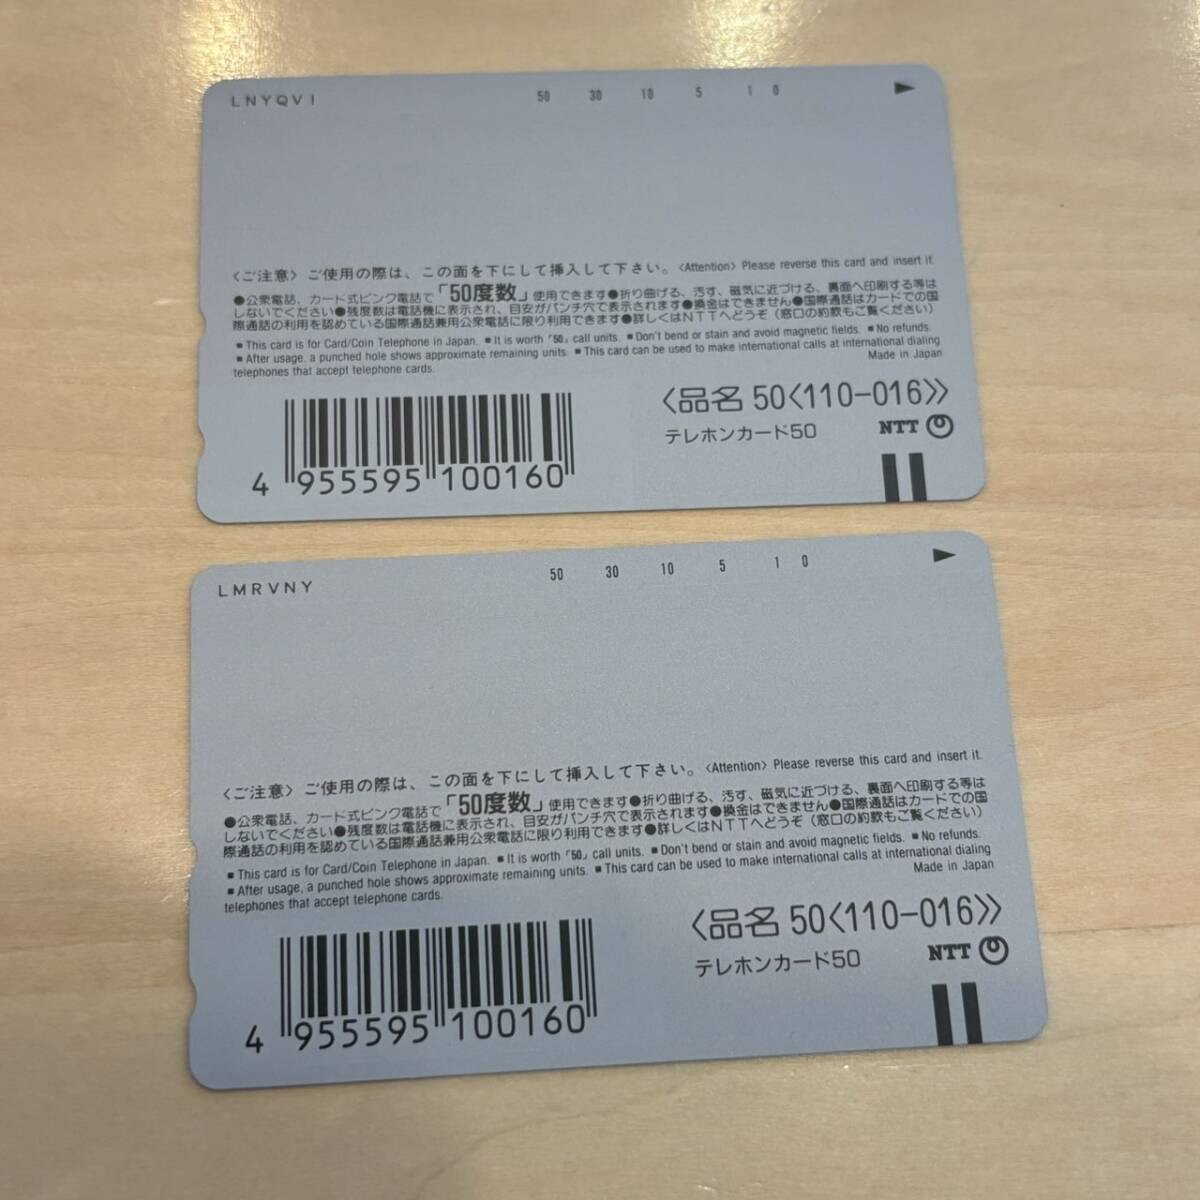 LNYQVI 50 30 10 5 1 0
〈ご注意〉ご使用の際は、この面を下にして挿入して下さい。〈Attention〉Please reverse this card and insert it.
●公衆電話、カード式ピンク電話で「50度数」使用できます●折り曲げる、汚す、磁気に近づける、裏面へ印刷する等は
しないでください●残度数は電話機に表示され、目安がパンチ穴で表示されます●換金はできません●国際通話はカードでの国
際通話の利用を認めている国際通話兼用公衆電話に限り利用できます●詳しくはNTTへどうぞ（窓口の約款もご覧ください）
■This card is for Card/Coin Telephone in Japan. ■It is worth「50」call units. ■Don't bend or stain and avoid magnetic fields. ■No refunds.
■After usage, a punched hole shows approximate remaining units. ■This card can be used to make international calls at international dialing
telephones that accept telephone cards. Made in Japan
〈品名 50〈110-016〉〉
テレホンカード50 NTT
4 955595 100160
LMRVNY 50 30 10 5 1 0
〈ご注意〉ご使用の際は、この面を下にして挿入して下さい。〈Attention〉Please reverse this card and insert it.
●公衆電話、カード式ピンク電話で「50度数」使用できます●折り曲げる、汚す、磁気に近づける、裏面へ印刷する等は
しないでください●残度数は電話機に表示され、目安がパンチ穴で表示されます●換金はできません●国際通話はカードでの国
際通話の利用を認めている国際通話兼用公衆電話に限り利用できます●詳しくはNTTへどうぞ（窓口の約款もご覧ください）
■This card is for Card/Coin Telephone in Japan. ■It is worth「50」call units. ■Don't bend or stain and avoid magnetic fields. ■No refunds.
■After usage, a punched hole shows approximate remaining units. ■This card can be used to make international calls at international dialing
telephones that accept telephone cards. Made in Japan
〈品名 50〈110-016〉〉
テレホンカード50 NTT
4 955595 100160